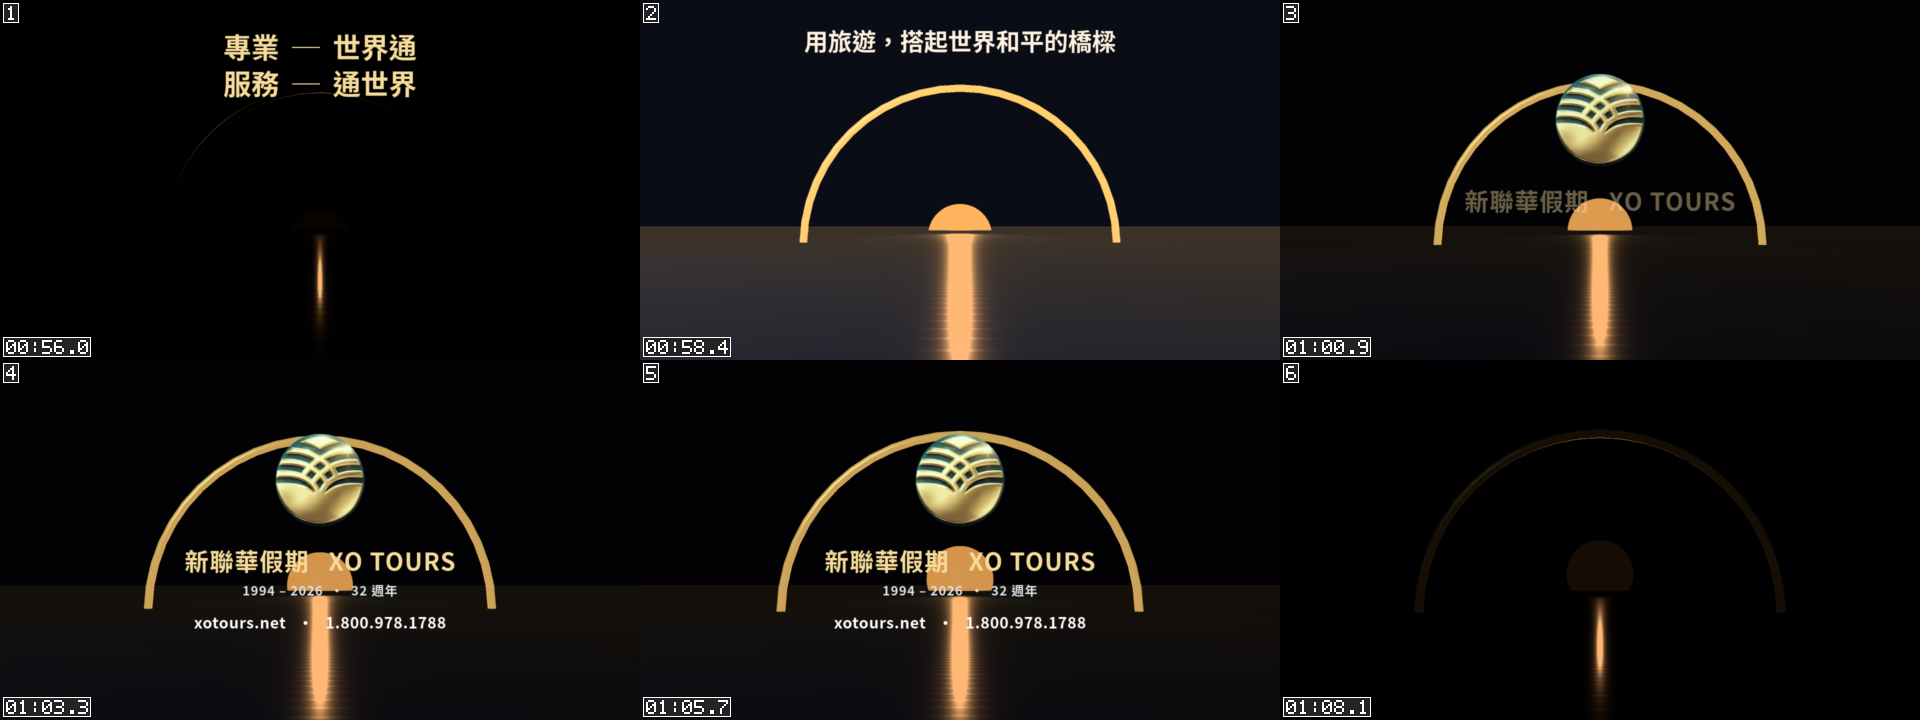 1
專業 — 世界通
服務 — 通世界
00:56.0
2
用旅遊，搭起世界和平的橋樑
00:58.4
3
新聯華假期 XO TOURS
01:00.9
4
新聯華假期 XO TOURS
1994 – 2026 • 32 週年
xotours.net • 1.800.978.1788
01:03.3
5
新聯華假期 XO TOURS
1994 – 2026 • 32 週年
xotours.net • 1.800.978.1788
01:05.7
6
01:08.1